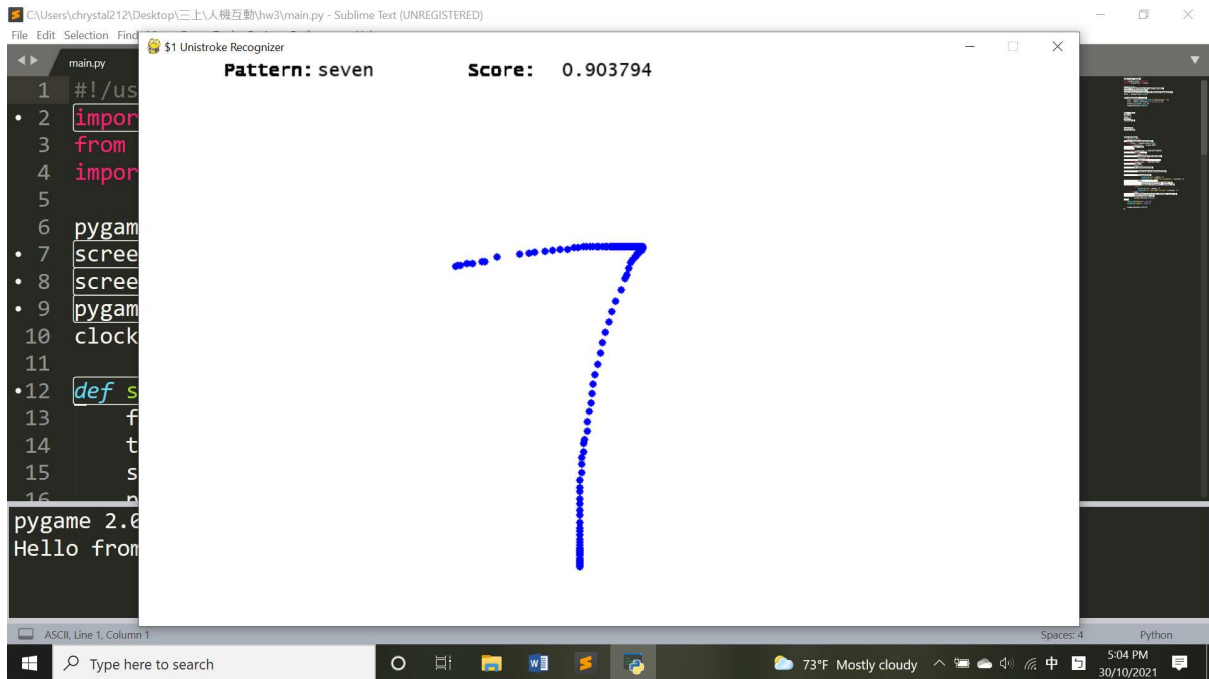 C:\Users\chrystal212\Desktop\三上\人機互動\hw3\main.py - Sublime Text (UNREGISTERED)
File Edit Selection Find
$1 Unistroke Recognizer
main.py
Pattern: seven Score: 0.903794
1 #!/us
2 impor
3 from
4 impor
5
6 pygam
7 scree
8 scree
9 pygam
10 clock
11
12 def s
13 f
14 t
15 s
16
pygame 2.0
Hello from
ASCII, Line 1, Column 1 Spaces: 4 Python
Type here to search 73°F Mostly cloudy 中 5:04 PM
30/10/2021